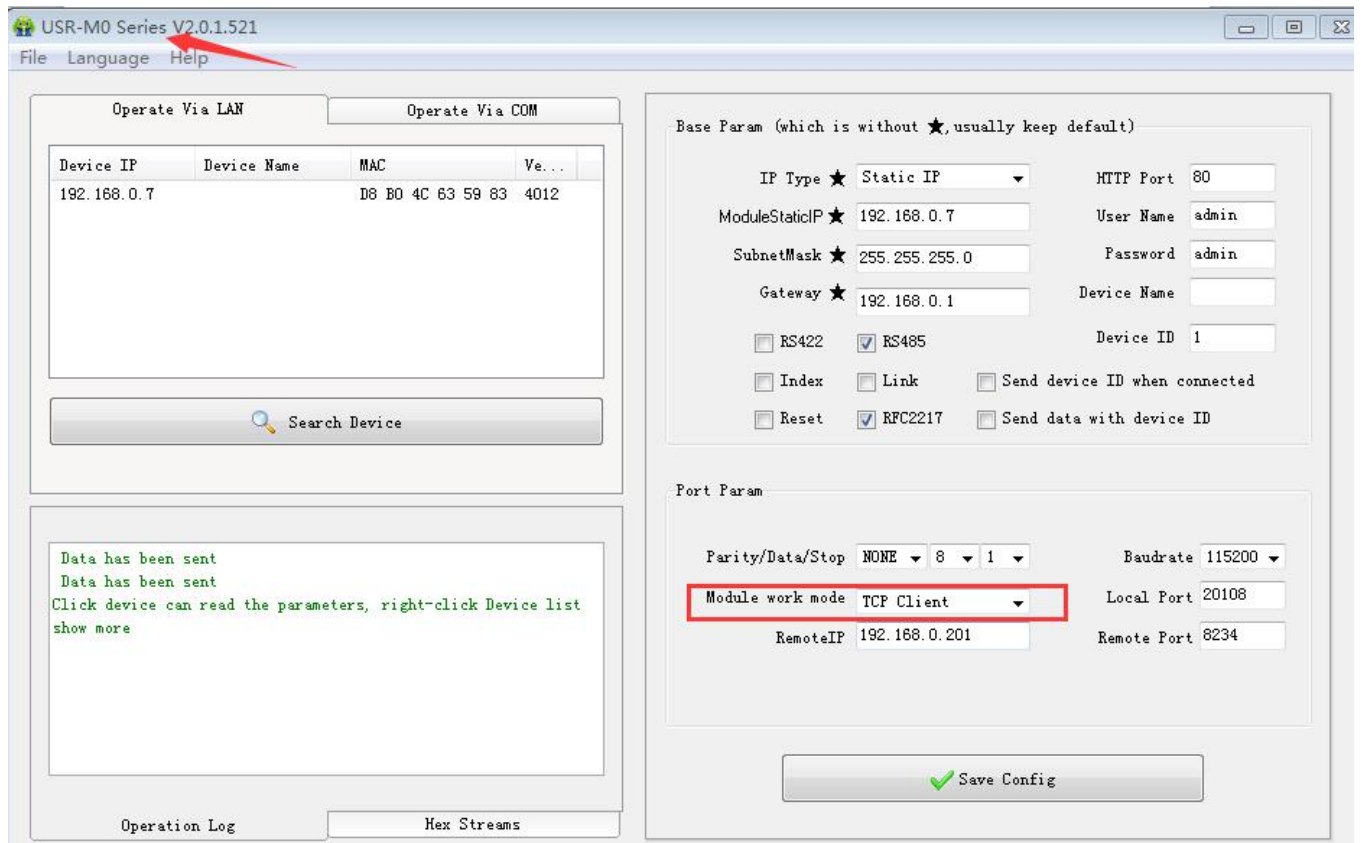 USR-M0 Series V2.0.1.521
File Language Help
Operate Via LAN
Operate Via COM
Device IP Device Name MAC Ve...
192.168.0.7 D8 B0 4C 63 59 83 4012
Search Device
Data has been sent
Data has been sent
Click device can read the parameters, right-click Device list
show more
Operation Log
Hex Streams
Base Param (which is without ★,usually keep default)
IP Type ★ Static IP HTTP Port 80
ModuleStaticIP ★ 192.168.0.7 User Name admin
SubnetMask ★ 255.255.255.0 Password admin
Gateway ★ 192.168.0.1 Device Name
RS422 RS485 Device ID 1
Index Link Send device ID when connected
Reset RFC2217 Send data with device ID
Port Param
Parity/Data/Stop NONE 8 1 Baudrate 115200
Module work mode TCP Client Local Port 20108
RemoteIP 192.168.0.201 Remote Port 8234
Save Config